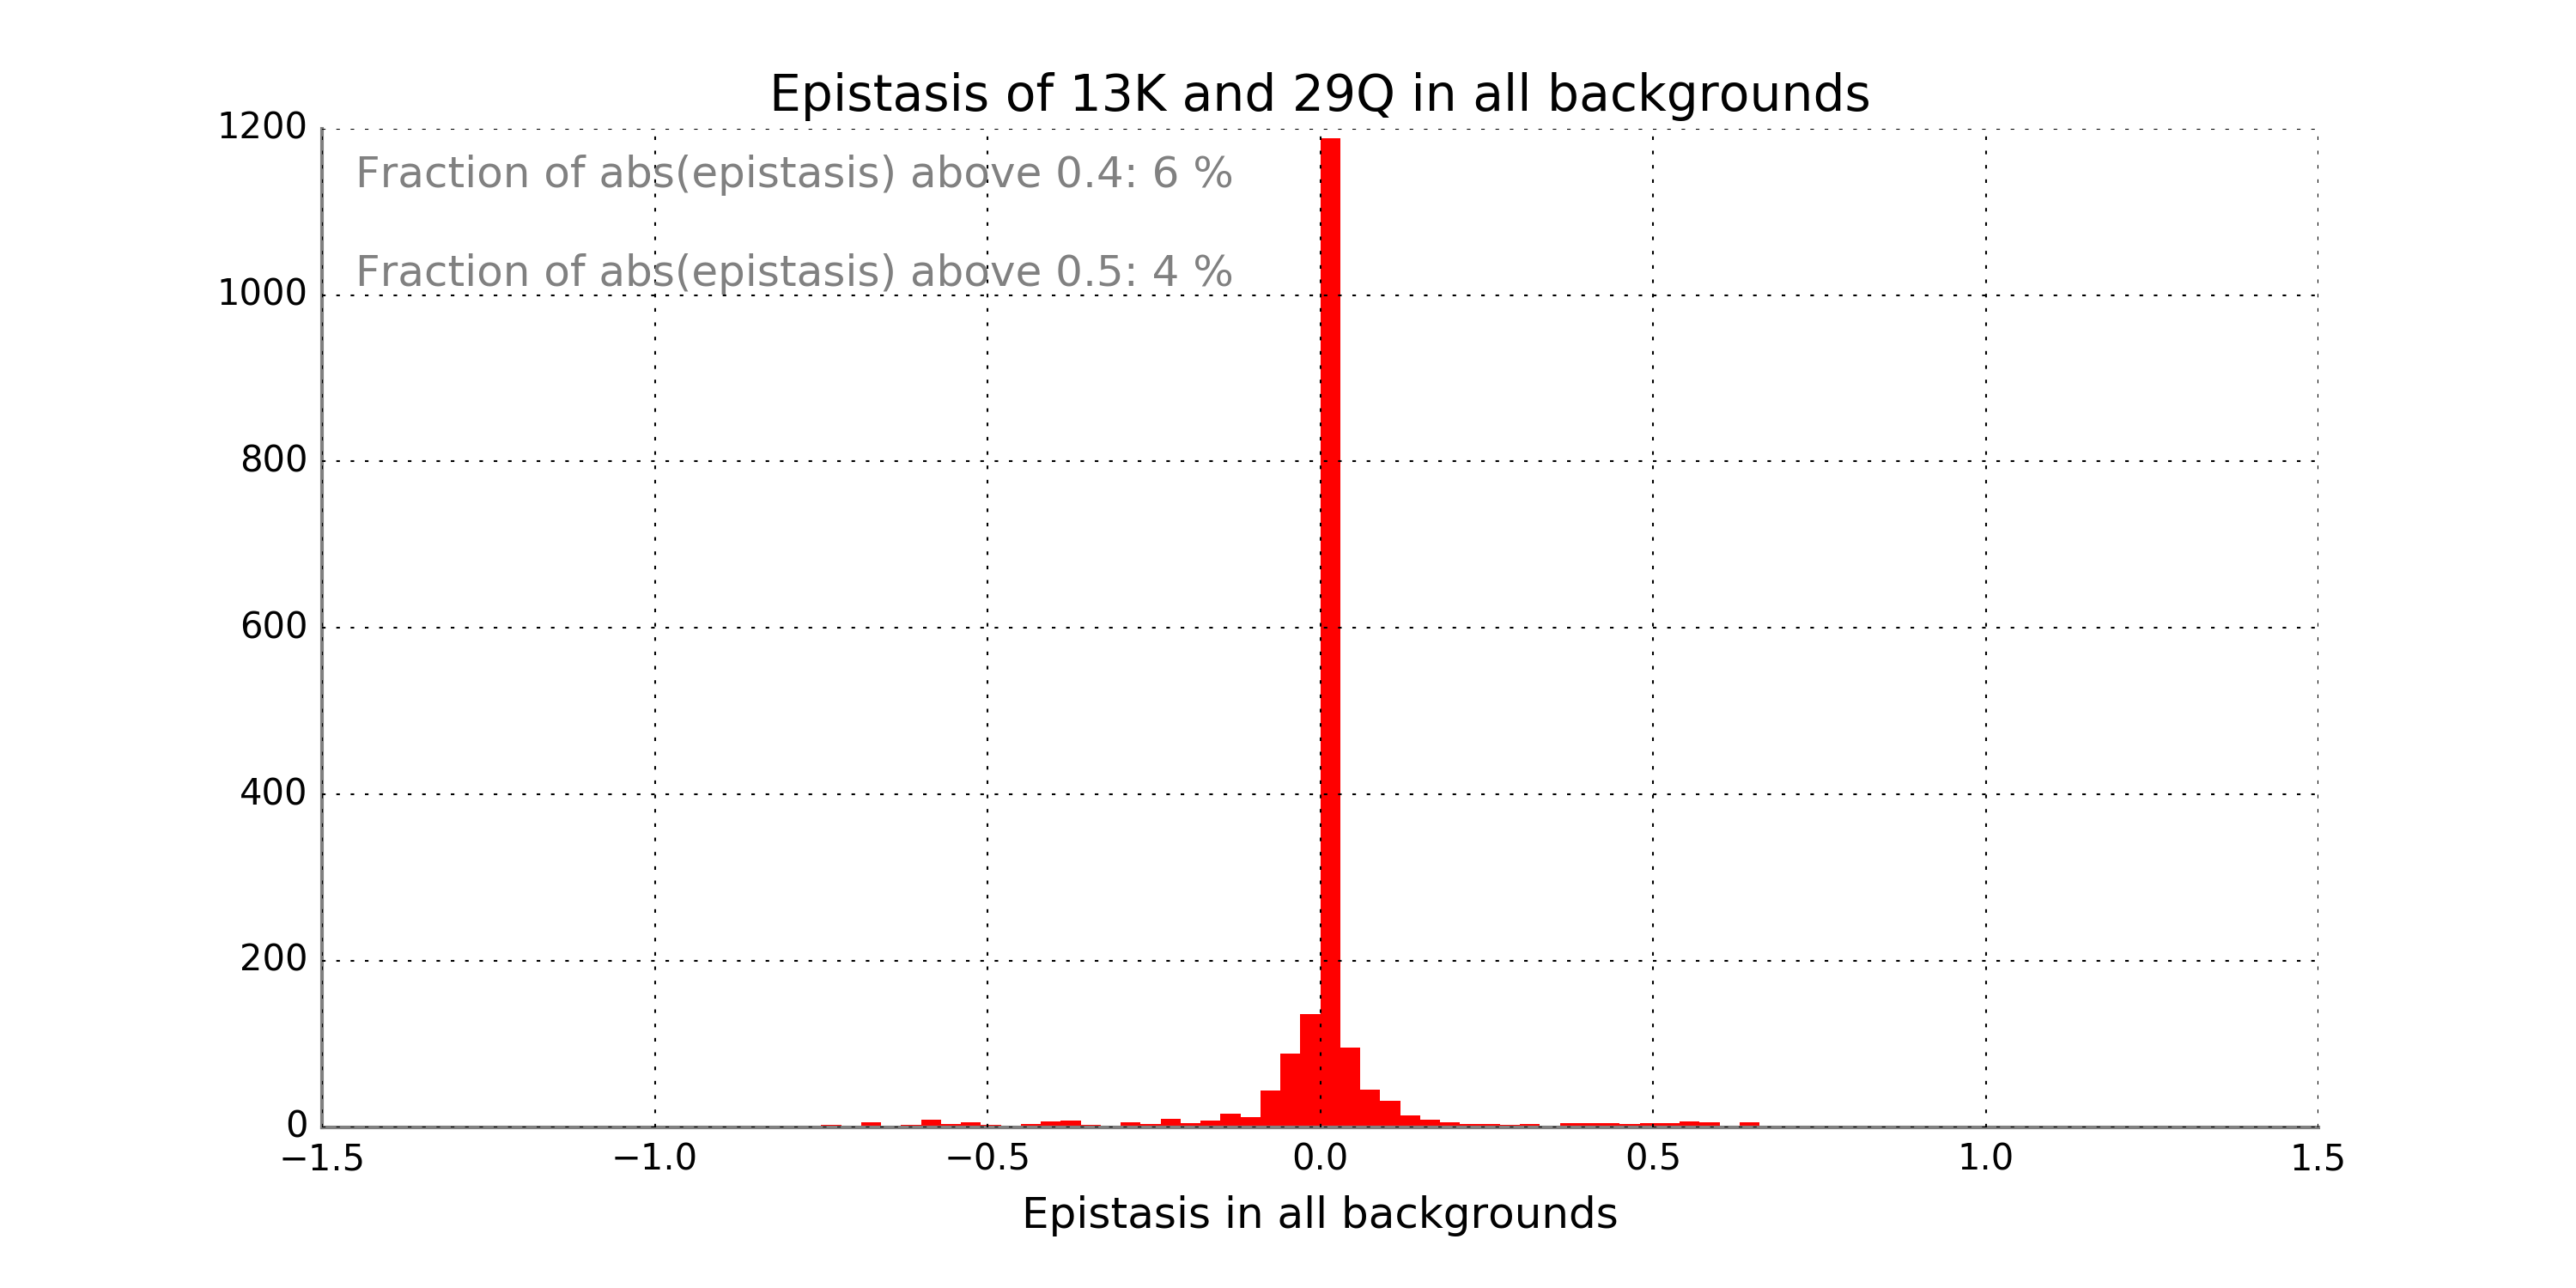 Epistasis of 13K and 29Q in all backgrounds
1200
Fraction of abs(epistasis) above 0.4: 6 %
Fraction of abs(epistasis) above 0.5: 4 %
1000
800
600
400
200
0
−1.5 −1.0 −0.5 0.0 0.5 1.0 1.5
Epistasis in all backgrounds